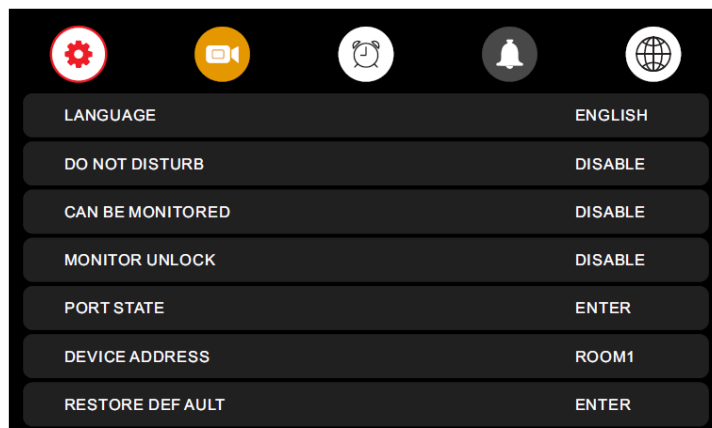 LANGUAGE ENGLISH
DO NOT DISTURB DISABLE
CAN BE MONITORED DISABLE
MONITOR UNLOCK DISABLE
PORT STATE ENTER
DEVICE ADDRESS ROOM1
RESTORE DEF AULT ENTER